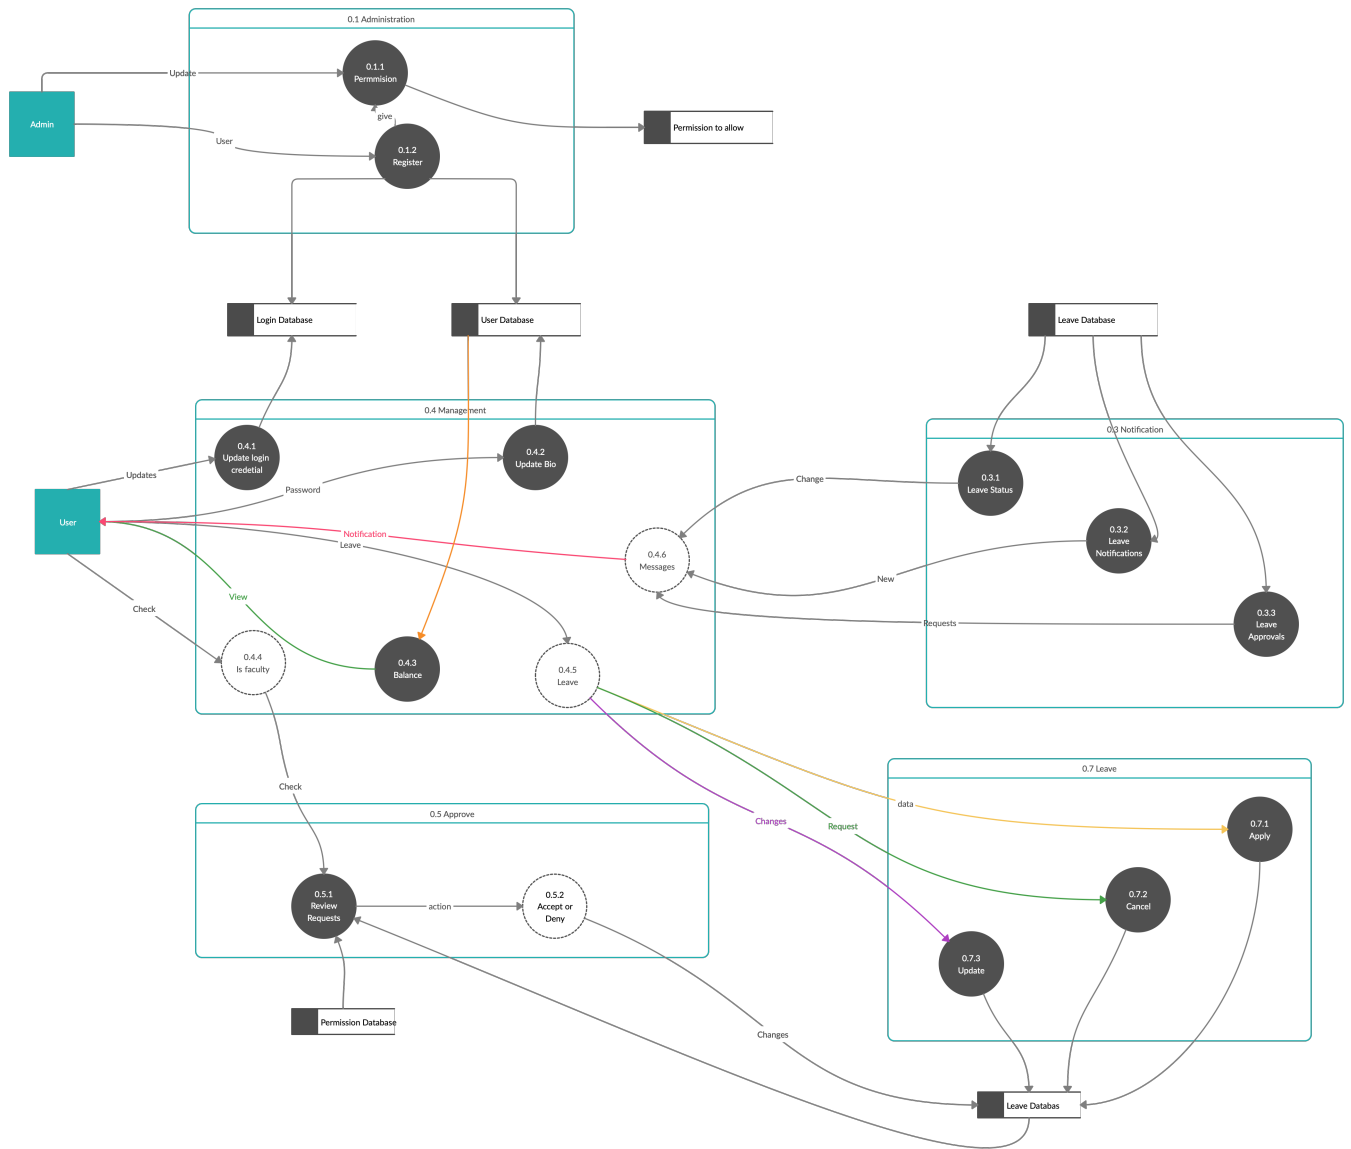 0.1 Administration
0.1.1
Permmision
Update
give
Admin
Permission to allow
User
0.1.2
Register
Login Database
User Database
Leave Database
0.4 Management
0.3 Notification
0.4.1
Update login
credetial
0.4.2
Update Bio
Updates
Password
Change
0.3.1
Leave Status
User
Notification
Leave
0.3.2
Leave
Notifications
0.4.6
Messages
New
View
Check
Requests
0.3.3
Leave
Approvals
0.4.4
Is faculty
0.4.3
Balance
0.4.5
Leave
0.7 Leave
Check
data
0.5 Approve
Changes
Request
0.7.1
Apply
0.5.1
Review
Requests
action
0.5.2
Accept or
Deny
0.7.2
Cancel
0.7.3
Update
Permission Database
Changes
Leave Databas